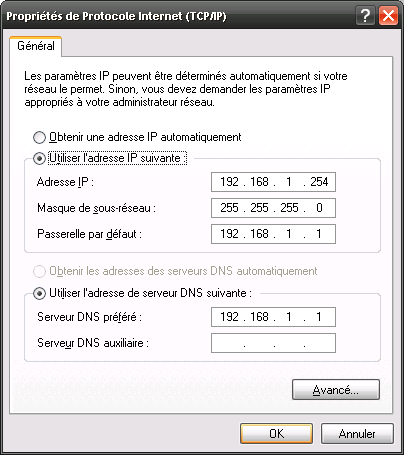 Propriétés de Protocole Internet (TCP/IP)
Général
Les paramètres IP peuvent être déterminés automatiquement si votre
réseau le permet. Sinon, vous devez demander les paramètres IP
appropriés à votre administrateur réseau.
Obtenir une adresse IP automatiquement
Utiliser l'adresse IP suivante :
Adresse IP : 192 . 168 . 1 . 254
Masque de sous-réseau : 255 . 255 . 255 . 0
Passerelle par défaut : 192 . 168 . 1 . 1
Obtenir les adresses des serveurs DNS automatiquement
Utiliser l'adresse de serveur DNS suivante :
Serveur DNS préféré : 192 . 168 . 1 . 1
Serveur DNS auxiliaire : . . .
Avancé...
OK Annuler